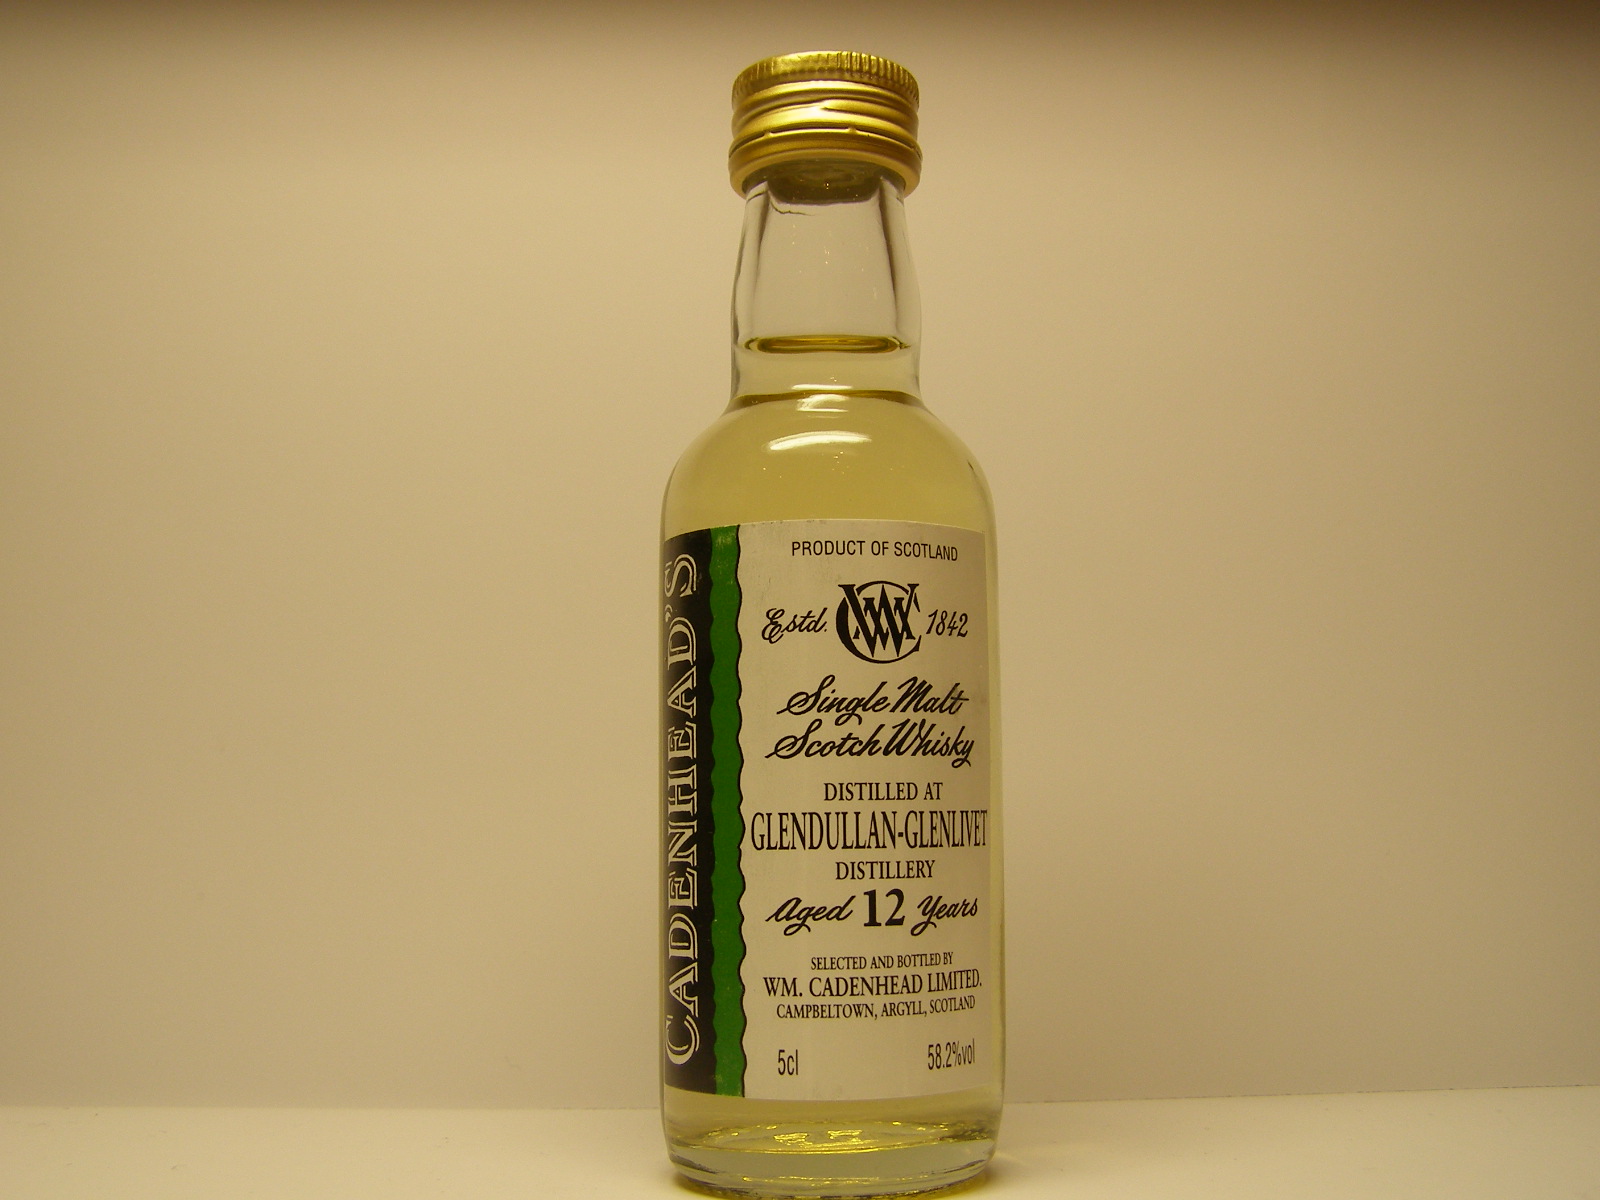 CADENHEAD'S
PRODUCT OF SCOTLAND
Estd. WC 1842
Single Malt
Scotch Whisky
DISTILLED AT
GLENDULLAN-GLENLIVET
DISTILLERY
Aged 12 Years
SELECTED AND BOTTLED BY
WM. CADENHEAD LIMITED.
CAMPBELTOWN, ARGYLL, SCOTLAND
5cl 58.2%vol